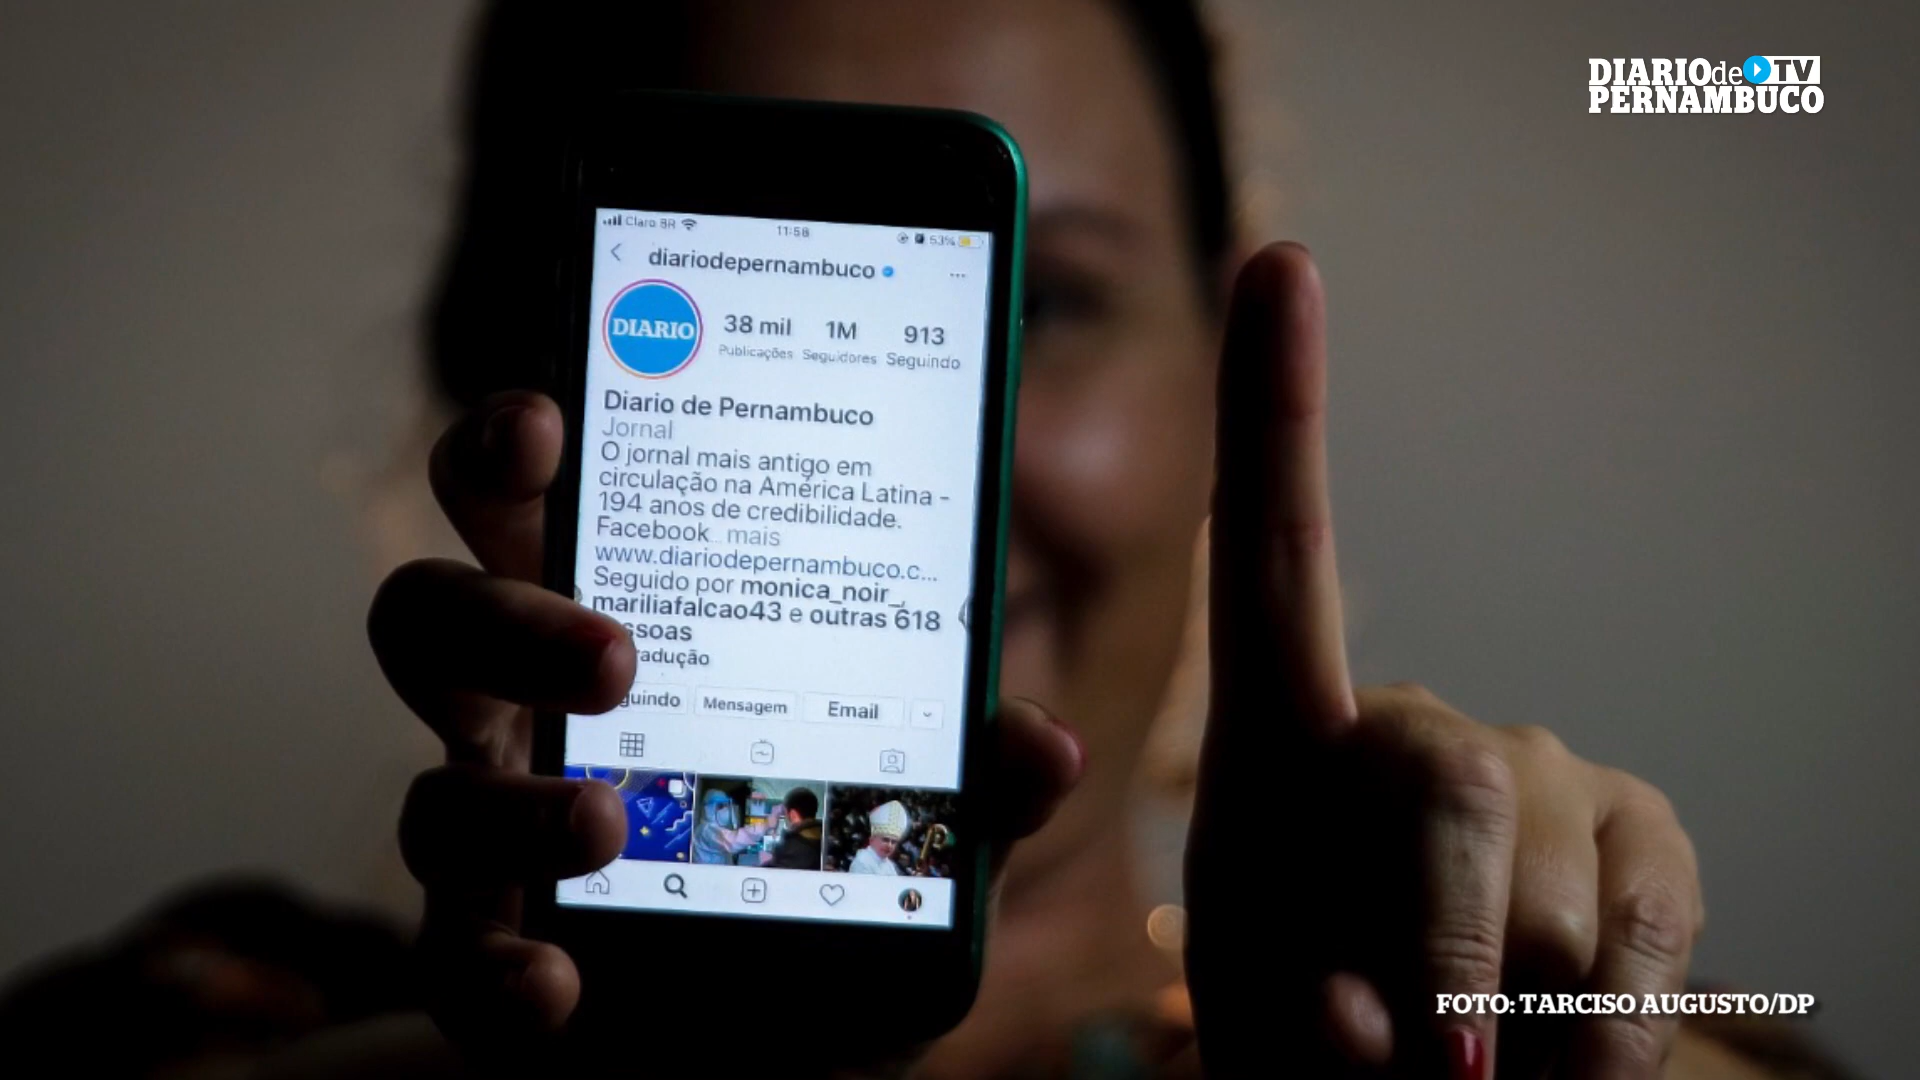 DIARIO de TV
PERNAMBUCO
Claro BR
11:58
53%
diariodepernambuco
...
DIARIO
38 mil
1M
913
Publicações
Seguidores
Seguindo
Diario de Pernambuco
Jornal
O jornal mais antigo em
circulação na América Latina -
194 anos de credibilidade.
Facebook... mais
www.diariodepernambuco.c...
Seguido por monica_noir_,
mariliafalcao43 e outras 618
ssoas
radução
guindo
Mensagem
Email
FOTO: TARCISO AUGUSTO/DP